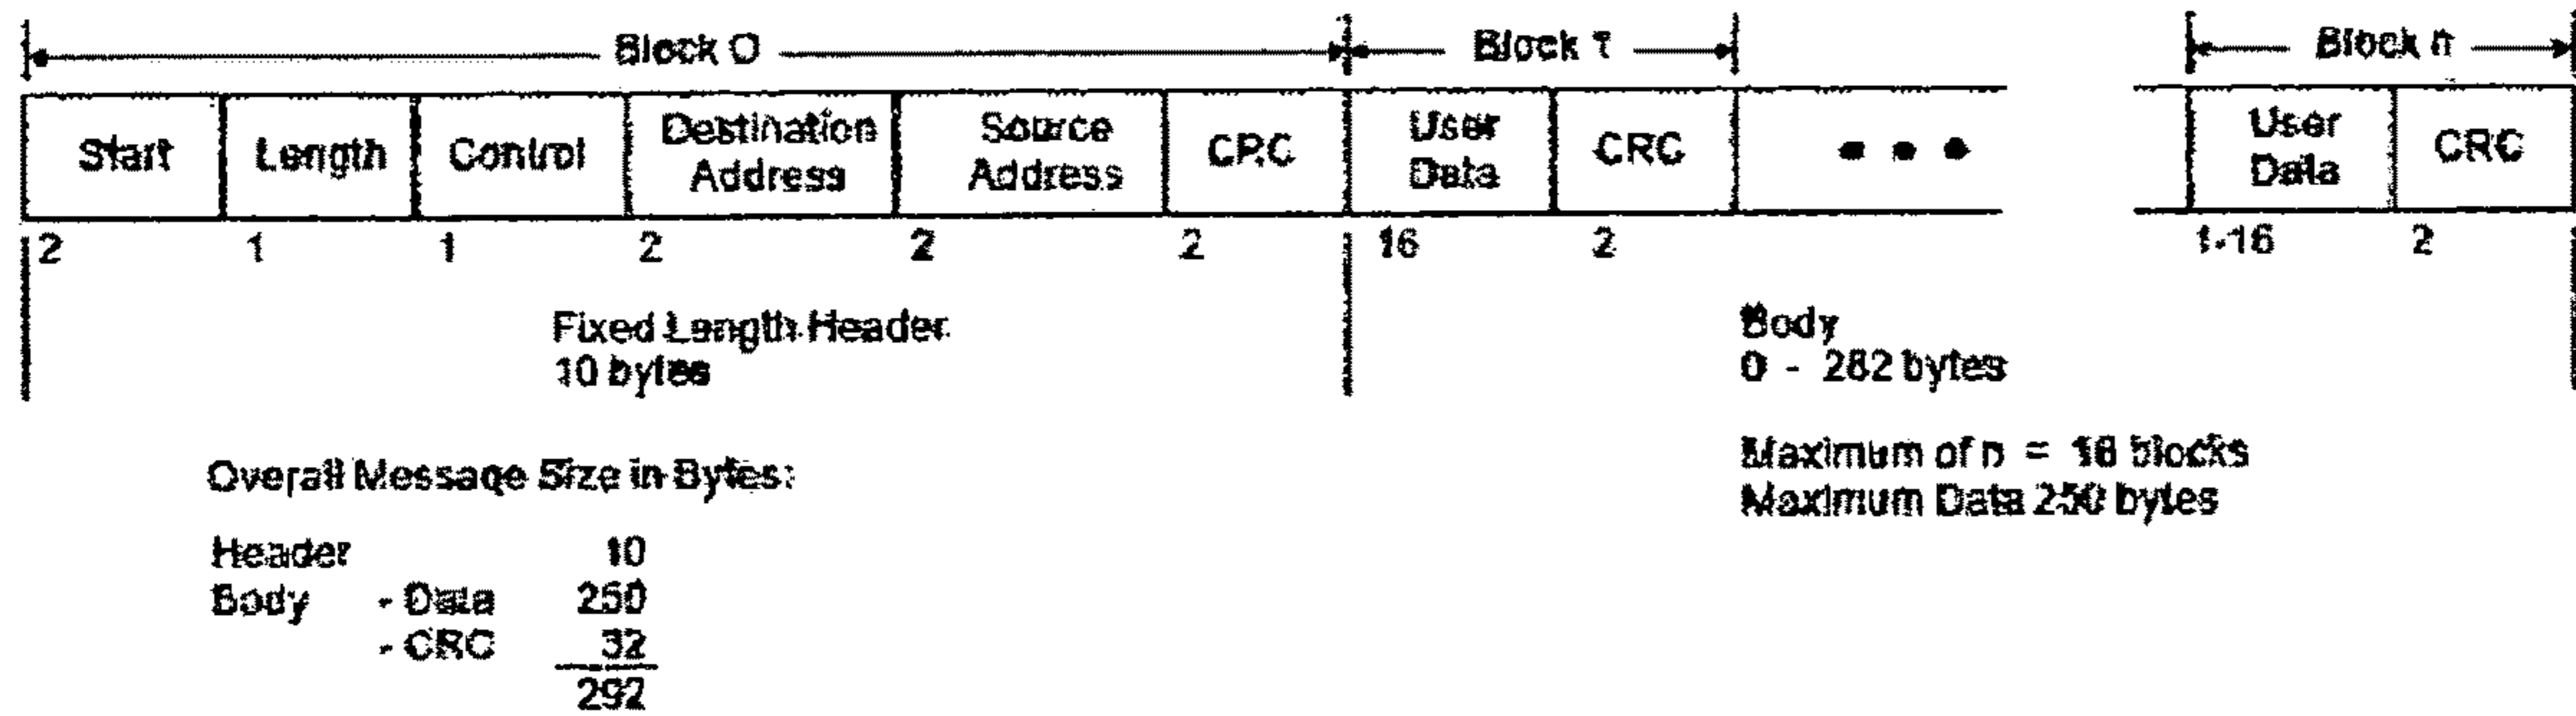 Block 0 Block 1 Block n
Start Length Control Destination Address Source Address CRC User Data CRC • • • User Data CRC
2 1 1 2 2 2 16 2 1-16 2
Fixed Length Header
10 bytes
Body
0 - 282 bytes
Maximum of n = 16 blocks
Maximum Data 250 bytes
Overall Message Size in Bytes:
Header 10
Body - Data 250
- CRC 32
292